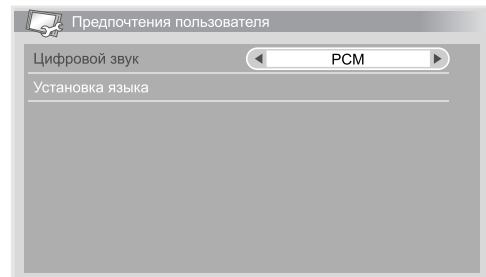 Предпочтения пользователя
Цифровой звук PCM
Установка языка